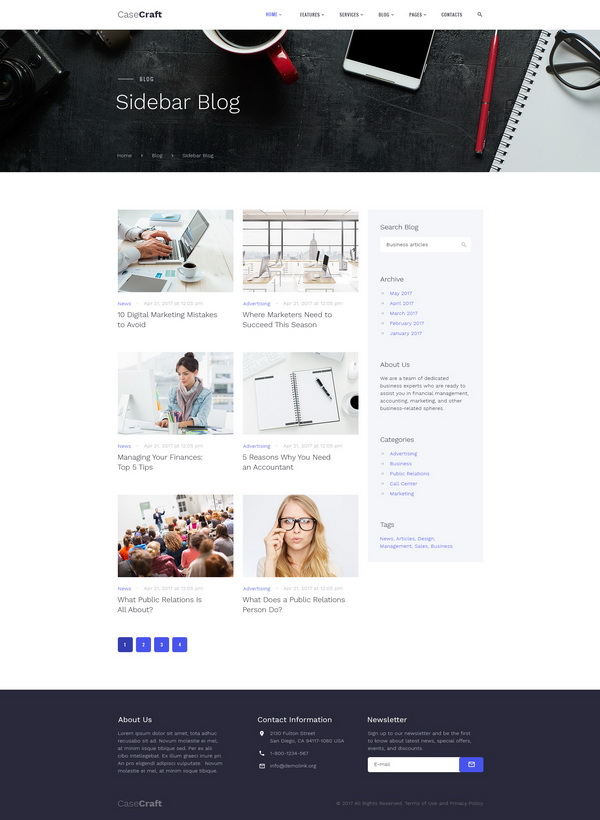 CaseCraft
HOME
FEATURES
SERVICES
BLOG
PAGES
CONTACTS
BLOG
Sidebar Blog
Home
Blog
Sidebar Blog
News
Apr 21, 2017 at 12:05 pm
10 Digital Marketing Mistakes
to Avoid
Advertising
Apr 21, 2017 at 12:05 pm
Where Marketers Need to
Succeed This Season
News
Apr 21, 2017 at 12:05 pm
Managing Your Finances:
Top 5 Tips
Advertising
Apr 21, 2017 at 12:05 pm
5 Reasons Why You Need
an Accountant
News
Apr 21, 2017 at 12:05 pm
What Public Relations Is
All About?
Advertising
Apr 21, 2017 at 12:05 pm
What Does a Public Relations
Person Do?
1
2
3
4
Search Blog
Business articles
Archive
May 2017
April 2017
March 2017
February 2017
January 2017
About Us
We are a team of dedicated
business experts who are ready to
assist you in financial management,
accounting, marketing, and other
business-related spheres.
Categories
Advertising
Business
Public Relations
Call Center
Marketing
Tags
News, Articles, Design,
Management, Sales, Business
About Us
Lorem ipsum dolor sit amet, tota adhuc
recusabo sit ad. Novum molestie ei mel,
at minim iisque tibique sed. Per ex alii
cibo intellegebat. Ex illum graeci iriure pro.
An pro eligendi adipisci vulputate. Novum
molestie ei mel, at minim iisque tibique.
Contact Information
2130 Fulton Street
San Diego, CA 94117-1080 USA
1-800-1234-567
info@demolink.org
Newsletter
Sign up to our newsletter and be the first
to know about latest news, special offers,
events, and discounts.
E-mail
CaseCraft
© 2017 All Rights Reserved. Terms of Use and Privacy Policy